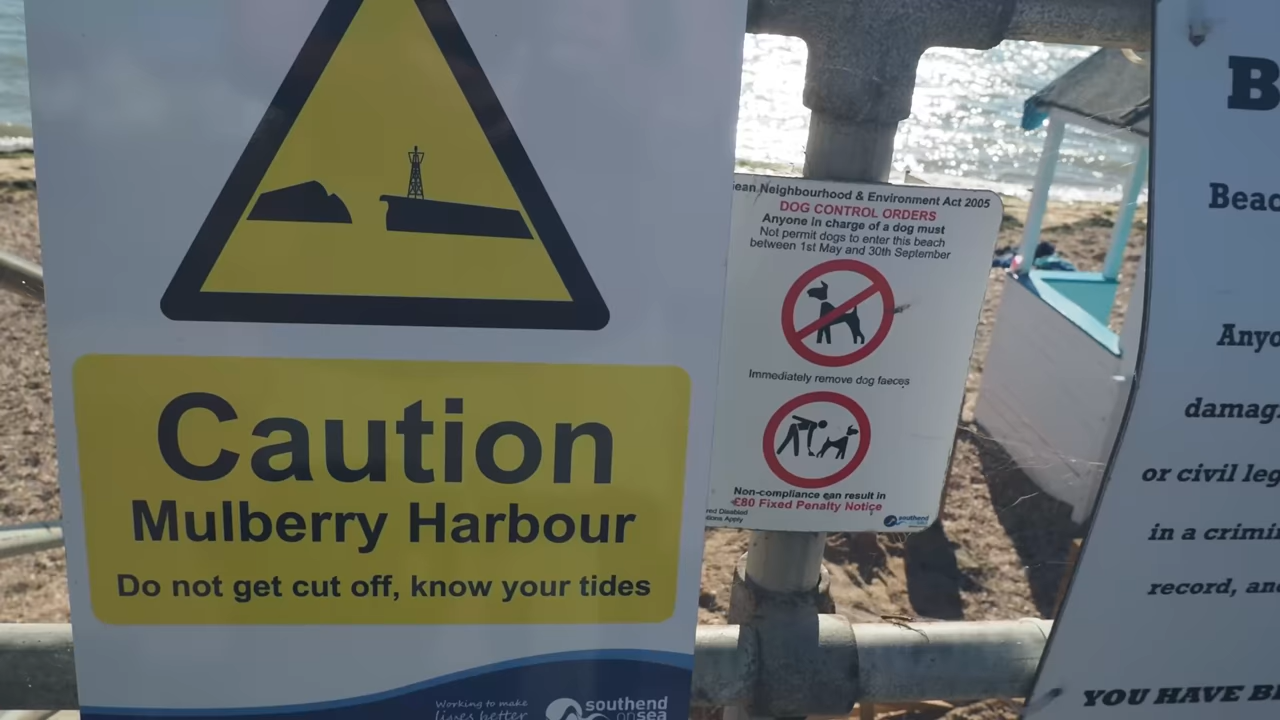 Caution
Mulberry Harbour
Do not get cut off, know your tides
Working to make
lives better
southend
on sea
ean Neighbourhood & Environment Act 2005
DOG CONTROL ORDERS
Anyone in charge of a dog must
Not permit dogs to enter this beach
between 1st May and 30th September
Immediately remove dog faeces
Non-compliance can result in
£80 Fixed Penalty Notice
Disabled
Apply
southend
B
Beac
Anyo
damag
or civil leg
in a crimi
record, an
YOU HAVE BE